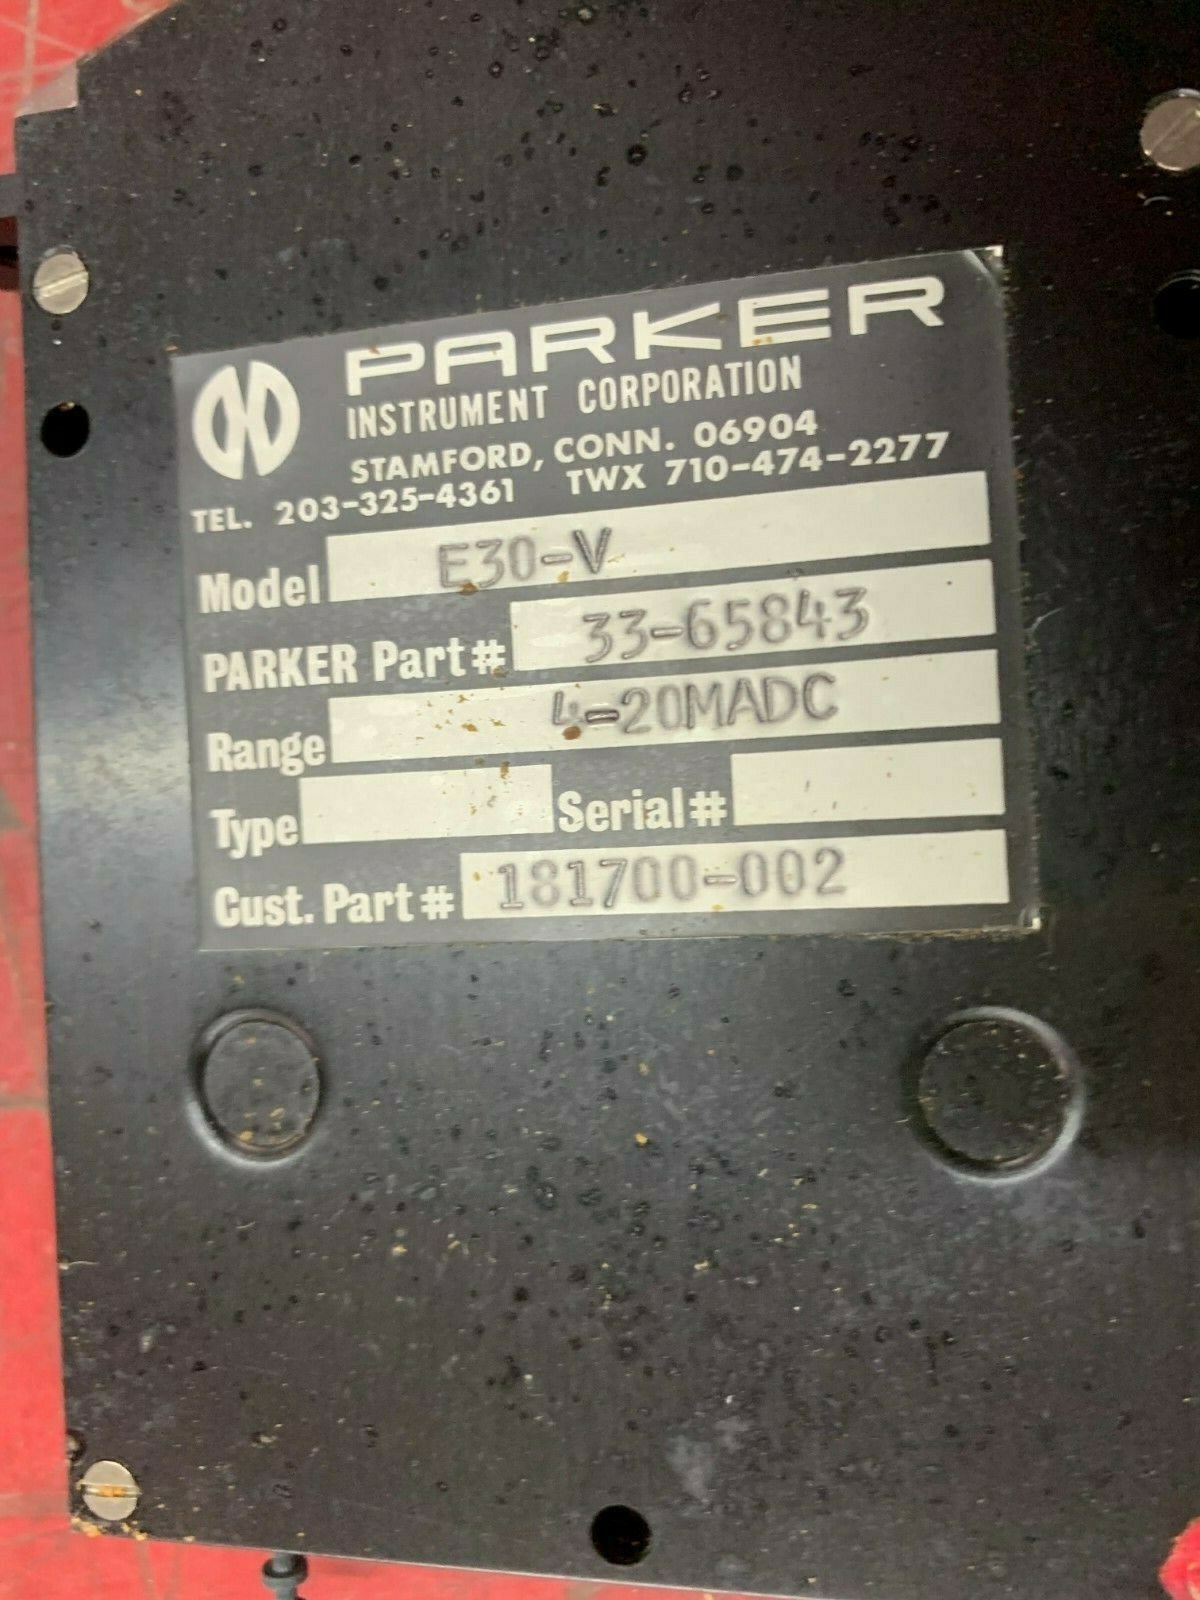 PARKER
INSTRUMENT CORPORATION
STAMFORD, CONN. 06904
TEL. 203-325-4361 TWX 710-474-2277
Model E30-V
PARKER Part# 33-65843
Range 4-20MADC
Type Serial#
Cust. Part# 181700-002